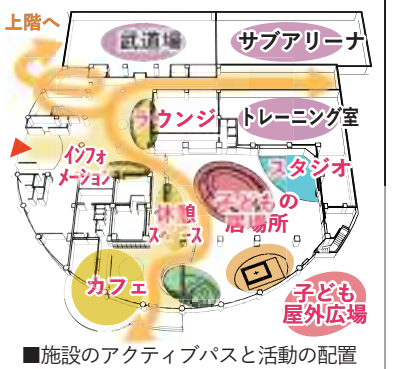 上階へ
武道場
サブアリーナ
ラウンジ
トレーニング室
インフォ
メーション
スタジオ
子どもの
居場所
休憩
スペース
カフェ
子ども
屋外広場
■施設のアクティブパスと活動の配置